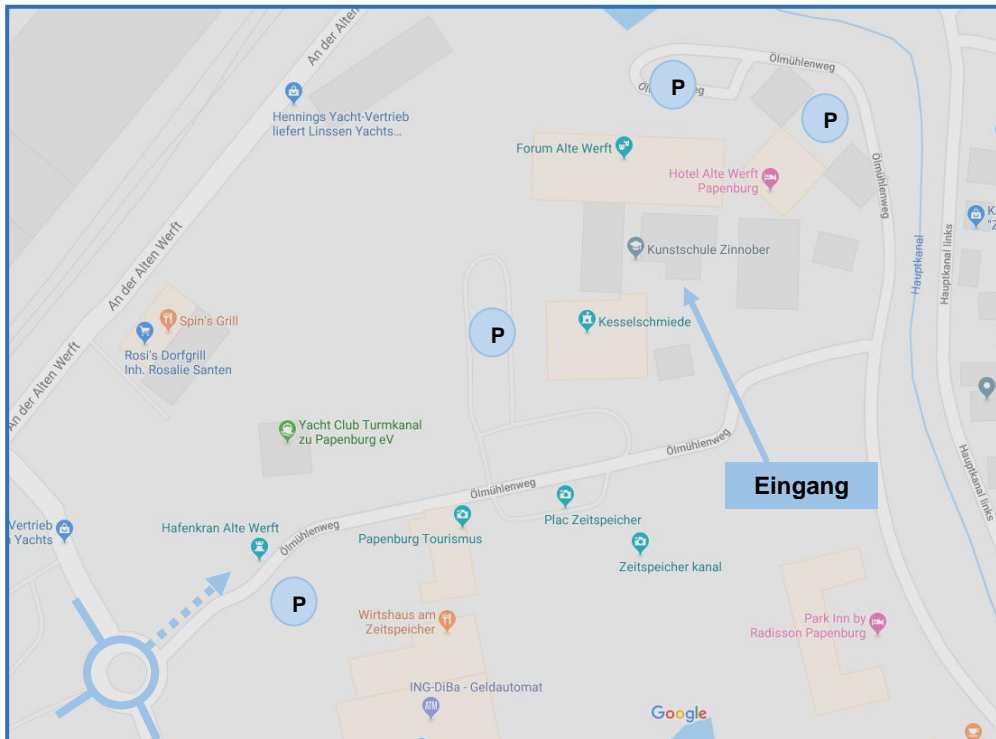 An der Alten
An der Alten
Hennings Yacht-Vertrieb
liefert Linssen Yachts...
Ölmühlenweg
P
P
Forum Alte Werft
Hotel Alte Werft
Papenburg
Ölmühlenweg
An der Alten Werft
Kunstschule Zinnober
Hauptkanal
Hauptkanal links
Spin's Grill
Rosi's Dorfgrill
Inh. Rosalie Santen
P
Kesselschmiede
An der Alten Werft
Yacht Club Turmkanal
zu Papenburg eV
Ölmühlenweg
Eingang
Hauptkanal links
Ölmühlenweg
Vertrieb
Yachts
Hafenkran Alte Werft
Ölmühlenweg
Papenburg Tourismus
Plac Zeitspeicher
Zeitspeicher kanal
P
Wirtshaus am
Zeitspeicher
Park Inn by
Radisson Papenburg
ING-DiBa - Geldautomat
ATM
Google